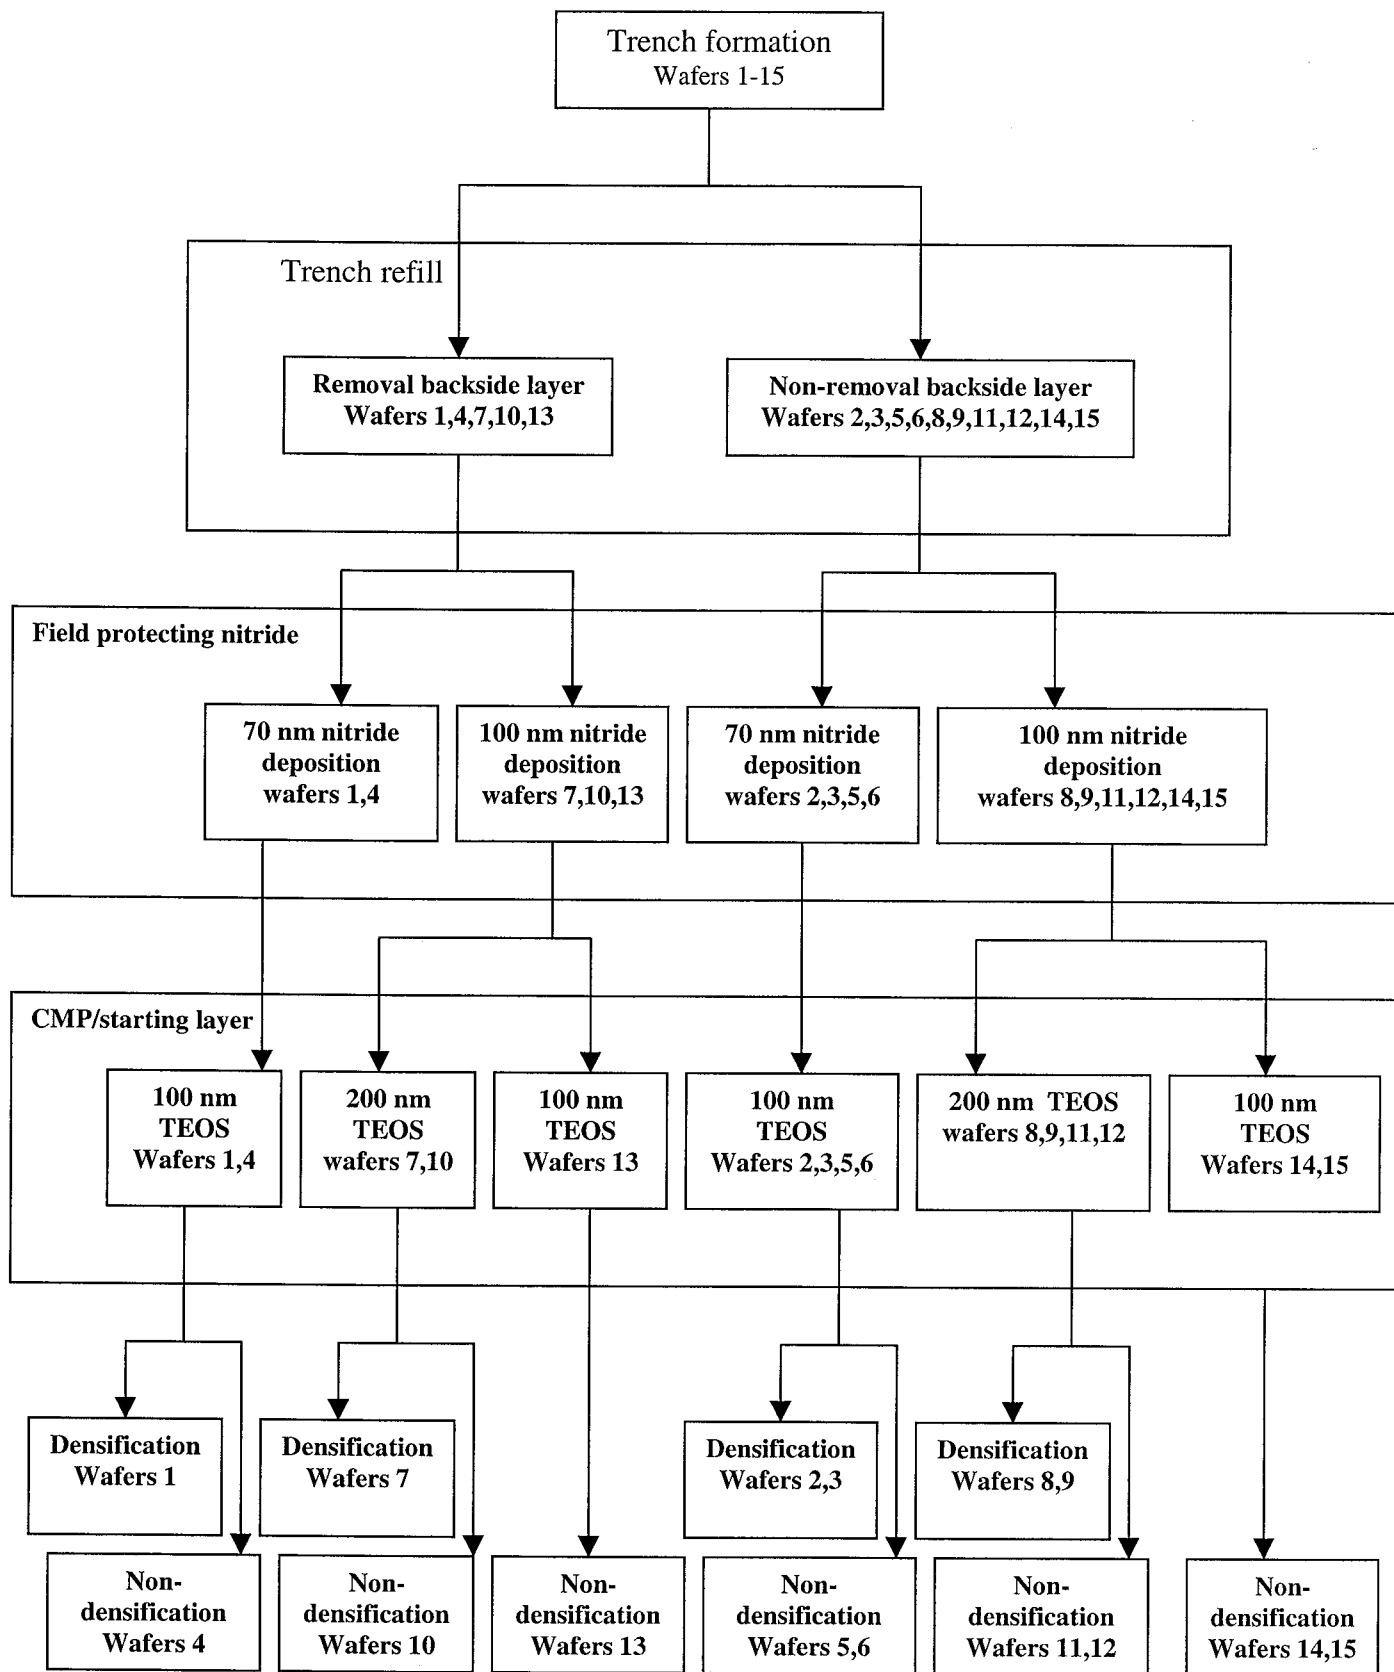 Trench formation
Wafers 1-15
Trench refill
Removal backside layer
Wafers 1,4,7,10,13
Non-removal backside layer
Wafers 2,3,5,6,8,9,11,12,14,15
Field protecting nitride
70 nm nitride
deposition
wafers 1,4
100 nm nitride
deposition
wafers 7,10,13
70 nm nitride
deposition
wafers 2,3,5,6
100 nm nitride
deposition
wafers 8,9,11,12,14,15
CMP/starting layer
100 nm
TEOS
Wafers 1,4
200 nm
TEOS
wafers 7,10
100 nm
TEOS
Wafers 13
100 nm
TEOS
Wafers 2,3,5,6
200 nm TEOS
wafers 8,9,11,12
100 nm
TEOS
Wafers 14,15
Densification
Wafers 1
Densification
Wafers 7
Densification
Wafers 2,3
Densification
Wafers 8,9
Non-
densification
Wafers 4
Non-
densification
Wafers 10
Non-
densification
Wafers 13
Non-
densification
Wafers 5,6
Non-
densification
Wafers 11,12
Non-
densification
Wafers 14,15